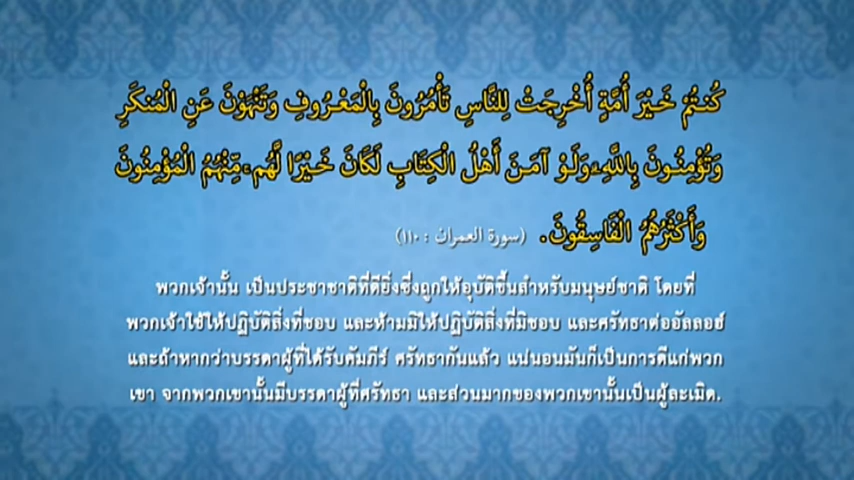 كُنتُمْ خَيْرَ أُمَّةٍ أُخْرِجَتْ لِلنَّاسِ تَأْمُرُونَ بِالْمَعْرُوفِ وَتَنْهَوْنَ عَنِ الْمُنكَرِ
وَتُؤْمِنُونَ بِاللَّهِ، وَلَوْ آمَنَ أَهْلُ الْكِتَابِ لَكَانَ خَيْرًا لَّهُم، مِّنْهُمُ الْمُؤْمِنُونَ
وَأَكْثَرُهُمُ الْفَاسِقُونَ. (سورة العمران : ١١٠)
พวกเจ้านั้น เป็นประชาชาติที่ดียิ่งซึ่งถูกให้อุบัติขึ้นสำหรับมนุษย์ชาติ โดยที่
พวกเจ้าใช้ให้ปฏิบัติสิ่งที่ชอบ และห้ามมิให้ปฏิบัติสิ่งที่มิชอบ และศรัทธาต่ออัลลอฮ์
และถ้าหากว่าบรรดาผู้ที่ได้รับคัมภีร์ ศรัทธากันแล้ว แน่นอนมันก็เป็นการดีแก่พวก
เขา จากพวกเขานั้นมีบรรดาผู้ที่ศรัทธา และส่วนมากของพวกเขานั้นเป็นผู้ละเมิด.